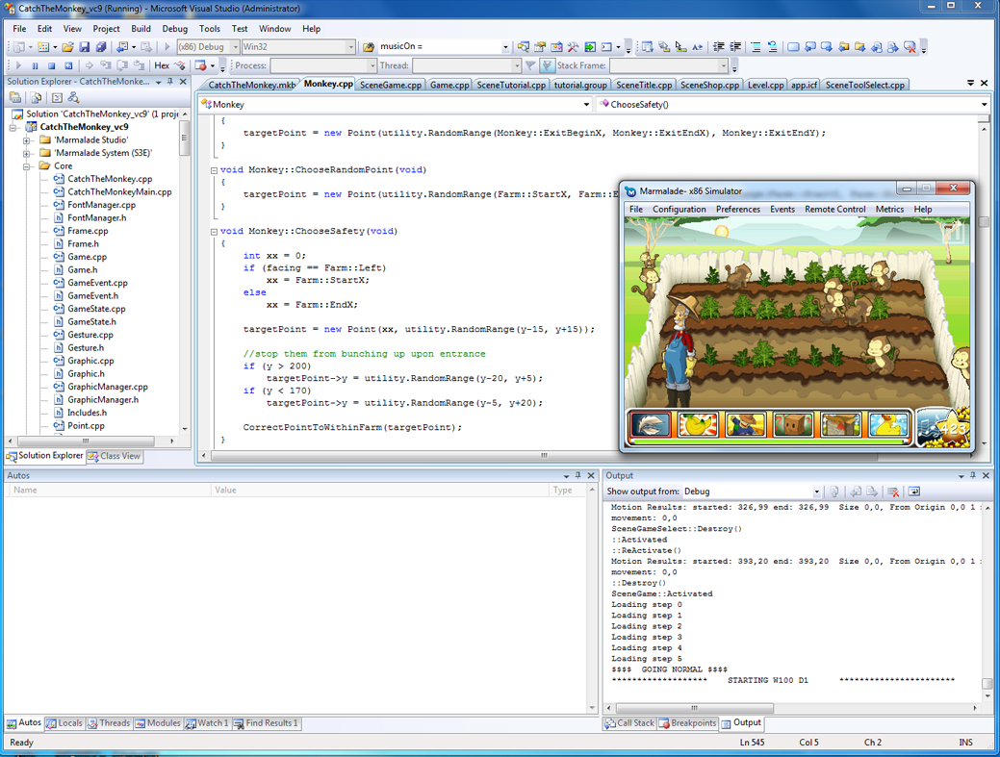 CatchTheMonkey_vc9 (Running) - Microsoft Visual Studio (Administrator)
File Edit View Project Build Debug Tools Test Window Help
(x86) Debug Win32 musicOn =
Hex Process: Thread: Stack Frame:
Solution Explorer - CatchTheMonke...
CatchTheMonkey.mkb Monkey.cpp SceneGame.cpp Game.cpp SceneTutorial.cpp tutorial.group SceneTitle.cpp SceneShop.cpp Level.cpp app.icf SceneToolSelect.cpp
Monkey ChooseSafety()
Solution 'CatchTheMonkey_vc9' (1 proje
CatchTheMonkey_vc9
'Marmalade Studio'
'Marmalade System (S3E)'
Core
CatchTheMonkey.cpp
CatchTheMonkeyMain.cpp
FontManager.cpp
FontManager.h
Frame.cpp
Frame.h
Game.cpp
Game.h
GameEvent.cpp
GameEvent.h
GameState.cpp
GameState.h
Gesture.cpp
Gesture.h
Graphic.cpp
Graphic.h
GraphicManager.cpp
GraphicManager.h
Includes.h
Point.cpp
Solution Explorer Class View
{
targetPoint = new Point(utility.RandomRange(Monkey::ExitBeginX, Monkey::ExitEndX), Monkey::ExitEndY);
}
void Monkey::ChooseRandomPoint(void)
{
targetPoint = new Point(utility.RandomRange(Farm::StartX, Farm::E
}
void Monkey::ChooseSafety(void)
{
int xx = 0;
if (facing == Farm::Left)
xx = Farm::StartX;
else
xx = Farm::EndX;
targetPoint = new Point(xx, utility.RandomRange(y-15, y+15));
//stop them from bunching up upon entrance
if (y > 200)
targetPoint->y = utility.RandomRange(y-20, y+5);
if (y < 170)
targetPoint->y = utility.RandomRange(y-5, y+20);
CorrectPointToWithinFarm(targetPoint);
}
Marmalade- x86 Simulator
File Configuration Preferences Events Remote Control Metrics Help
423
Autos
Name Value Type
Autos Locals Threads Modules Watch 1 Find Results 1
Output
Show output from: Debug
Motion Results: started: 326,99 end: 326,99 Size 0,0, From Origin 0,0 1
movement: 0,0
SceneGameSelect::Destroy()
::Activated
::ReActivate()
Motion Results: started: 393,20 end: 393,20 Size 0,0, From Origin 0,0 1
movement: 0,0
::Destroy()
SceneGame::Activated
Loading step 0
Loading step 1
Loading step 2
Loading step 3
Loading step 4
Loading step 5
$$$$ GOING NORMAL $$$$
******************* STARTING W100 D1 ***********************
Call Stack Breakpoints Output
Ready Ln 545 Col 5 Ch 2 INS